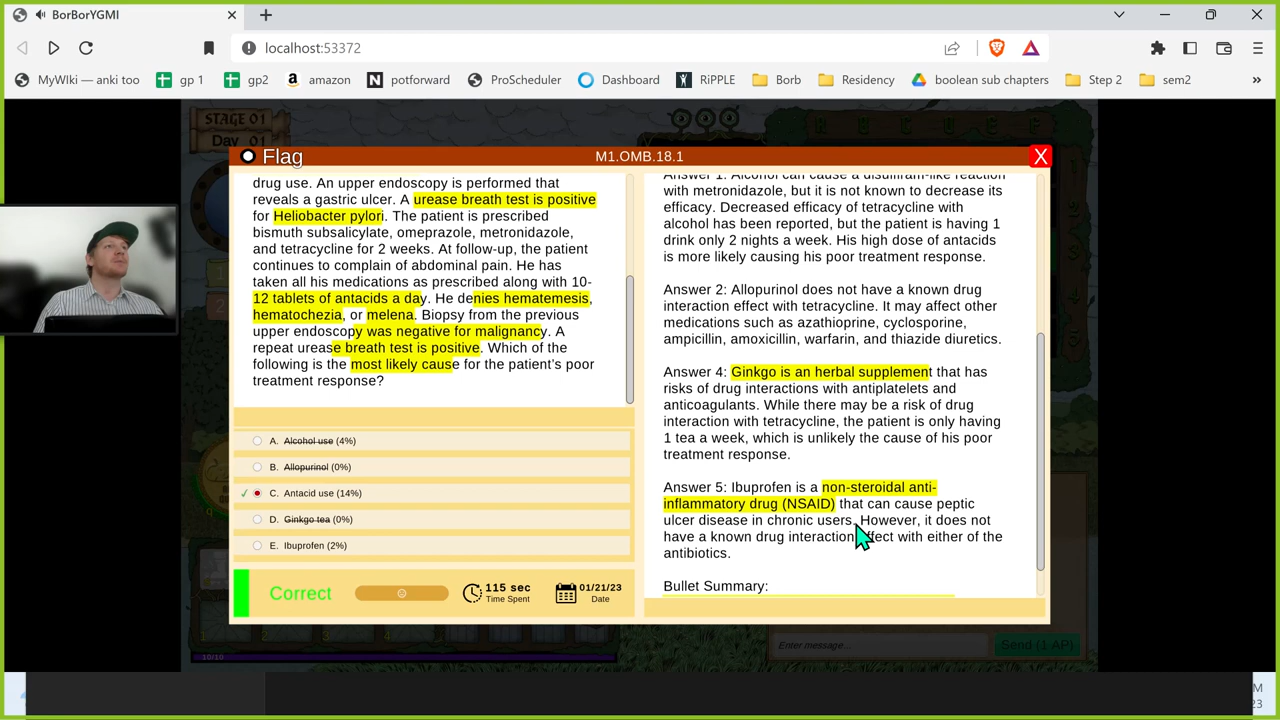 BorBorYGMI
localhost:53372
MyWIki — anki too
gp 1
gp2
amazon
potforward
ProScheduler
Dashboard
RiPPLE
Borb
Residency
boolean sub chapters
Step 2
sem2
STAGE 01
Day 01
Flag
M1.OMB.18.1
X
drug use. An upper endoscopy is performed that
reveals a gastric ulcer. A urease breath test is positive
for Heliobacter pylori. The patient is prescribed
bismuth subsalicylate, omeprazole, metronidazole,
and tetracycline for 2 weeks. At follow-up, the patient
continues to complain of abdominal pain. He has
taken all his medications as prescribed along with 10-
12 tablets of antacids a day. He denies hematemesis,
hematochezia, or melena. Biopsy from the previous
upper endoscopy was negative for malignancy. A
repeat urease breath test is positive. Which of the
following is the most likely cause for the patient's poor
treatment response?
A. Alcohol use (4%)
B. Allopurinol (0%)
C. Antacid use (14%)
D. Ginkgo tea (0%)
E. Ibuprofen (2%)
Correct
115 sec
Time Spent
01/21/23
Date
Answer 1: Alcohol can cause a disulfiram-like reaction
with metronidazole, but it is not known to decrease its
efficacy. Decreased efficacy of tetracycline with
alcohol has been reported, but the patient is having 1
drink only 2 nights a week. His high dose of antacids
is more likely causing his poor treatment response.
Answer 2: Allopurinol does not have a known drug
interaction effect with tetracycline. It may affect other
medications such as azathioprine, cyclosporine,
ampicillin, amoxicillin, warfarin, and thiazide diuretics.
Answer 4: Ginkgo is an herbal supplement that has
risks of drug interactions with antiplatelets and
anticoagulants. While there may be a risk of drug
interaction with tetracycline, the patient is only having
1 tea a week, which is unlikely the cause of his poor
treatment response.
Answer 5: Ibuprofen is a non-steroidal anti-
inflammatory drug (NSAID) that can cause peptic
ulcer disease in chronic users. However, it does not
have a known drug interaction effect with either of the
antibiotics.
Bullet Summary:
Enter message...
Send (1 AP)
10/10
M
23